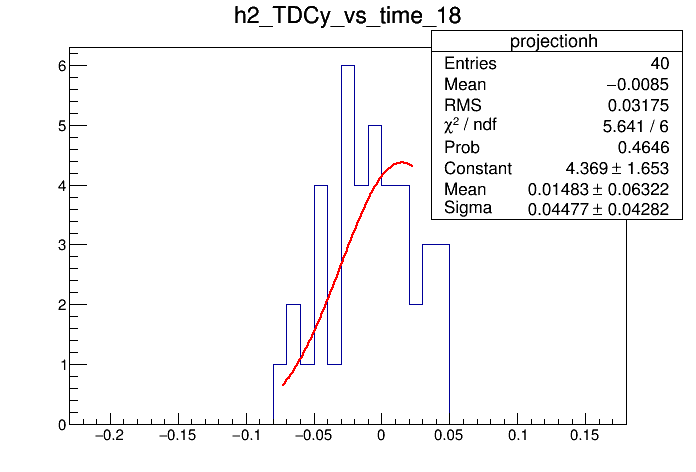 h2_TDCy_vs_time_18
projectionh
Entries 40
Mean −0.0085
RMS 0.03175
χ² / ndf 5.641 / 6
Prob 0.4646
Constant 4.369 ± 1.653
Mean 0.01483 ± 0.06322
Sigma 0.04477 ± 0.04282
6
5
4
3
2
1
0
−0.2 −0.15 −0.1 −0.05 0 0.05 0.1 0.15